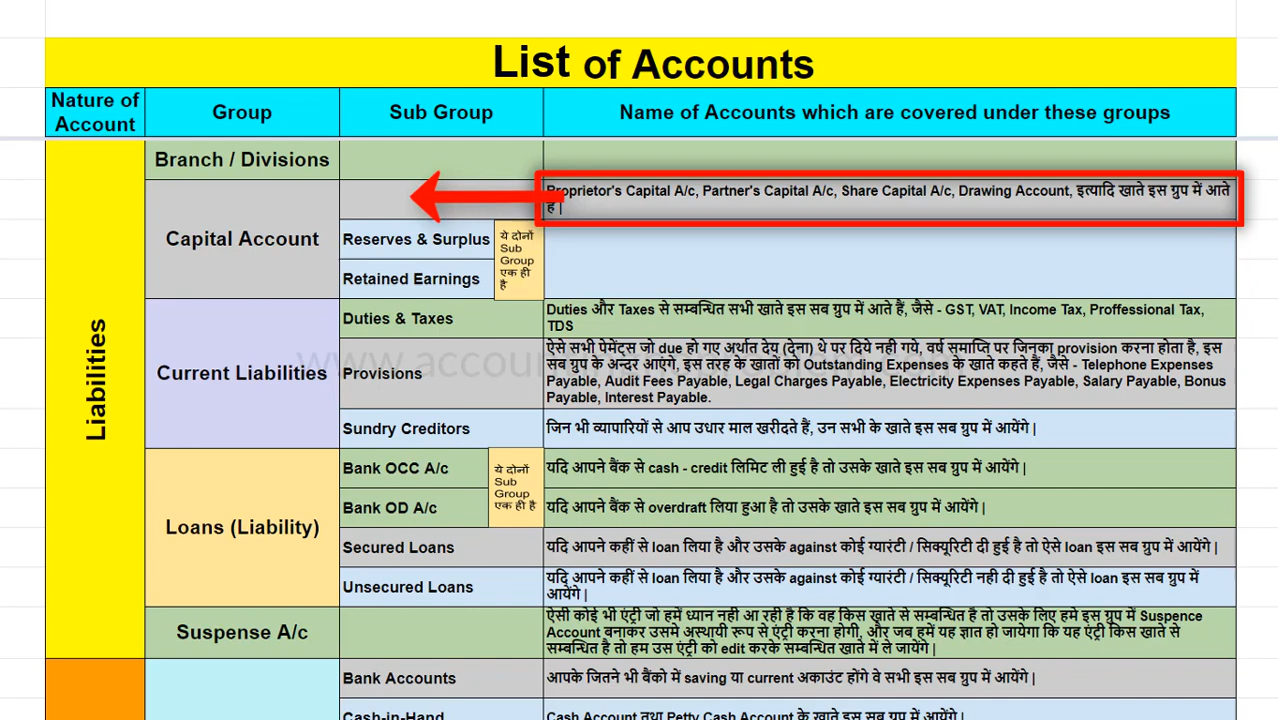 List of Accounts
Nature of Account
Group
Sub Group
Name of Accounts which are covered under these groups
Liabilities
Branch / Divisions
Capital Account
Proprietor's Capital A/c, Partner's Capital A/c, Share Capital A/c, Drawing Account, इत्यादि खाते इस ग्रुप में आते
हैं |
Reserves & Surplus
Retained Earnings
ये दोनों
Sub
Group
एक ही
है
Current Liabilities
Duties & Taxes
Duties और Taxes से सम्बन्धित सभी खाते इस सब ग्रुप में आते हैं, जैसे - GST, VAT, Income Tax, Proffessional Tax,
TDS
Provisions
ऐसे सभी पेमेंट्स जो due हो गए अर्थात देय (देना) थे पर दिये नही गये, वर्ष समाप्ति पर जिनका provision करना होता है, इस
सब ग्रुप के अन्दर आएंगे, इस तरह के खातों को Outstanding Expenses के खाते कहते हैं, जैसे - Telephone Expenses
Payable, Audit Fees Payable, Legal Charges Payable, Electricity Expenses Payable, Salary Payable, Bonus
Payable, Interest Payable.
Sundry Creditors
जिन भी व्यापारियों से आप उधार माल खरीदते हैं, उन सभी के खाते इस सब ग्रुप में आयेंगे |
Loans (Liability)
Bank OCC A/c
यदि आपने बैंक से cash - credit लिमिट ली हुई है तो उसके खाते इस सब ग्रुप में आयेंगे |
ये दोनों
Sub
Group
एक ही है
Bank OD A/c
यदि आपने बैंक से overdraft लिया हुआ है तो उसके खाते इस सब ग्रुप में आयेंगे |
Secured Loans
यदि आपने कहीं से loan लिया है और उसके against कोई ग्यारंटी / सिक्यूरिटी दी हुई है तो ऐसे loan इस सब ग्रुप में आयेंगे |
Unsecured Loans
यदि आपने कहीं से loan लिया है और उसके against कोई ग्यारंटी / सिक्यूरिटी नही दी हुई है तो ऐसे loan इस सब ग्रुप में
आयेंगे |
Suspense A/c
ऐसी कोई भी एंट्री जो हमें ध्यान नही आ रही है कि वह किस खाते से सम्बन्धित है तो उसके लिए हमे इस ग्रुप में Suspence
Account बनाकर उसमे अस्थायी रूप से एंट्री करना होगी, और जब हमें यह ज्ञात हो जायेगा कि यह एंट्री किस खाते से
सम्बन्धित है तो हम उस एंट्री को edit करके सम्बन्धित खाते में ले जायेंगे |
Bank Accounts
आपके जितने भी बैंको में saving या current अकाउंट होंगे वे सभी इस सब ग्रुप में आयेंगे |
Cash-in-Hand
Cash Account तथा Petty Cash Account के खाते इस सब ग्रुप में आयेंगे |